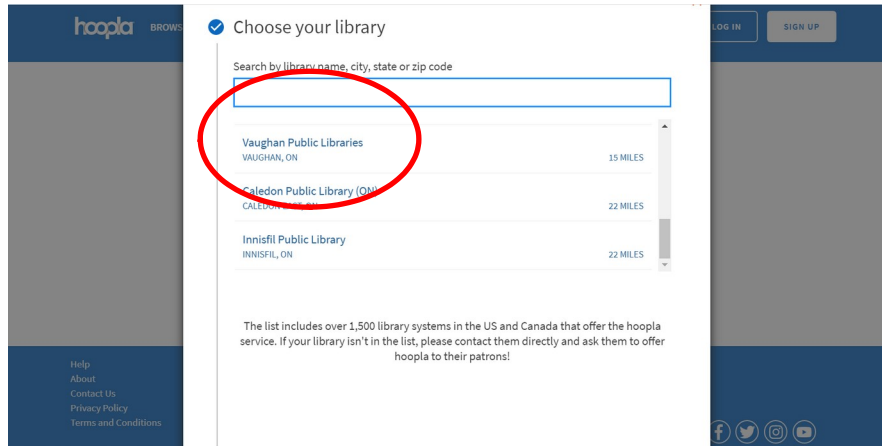 hoopla
BROWS
Choose your library
LOG IN
SIGN UP
Search by library name, city, state or zip code
Vaughan Public Libraries
VAUGHAN, ON
15 MILES
Caledon Public Library (ON)
CALEDON EAST, ON
22 MILES
Innisfil Public Library
INNISFIL, ON
22 MILES
The list includes over 1,500 library systems in the US and Canada that offer the hoopla
service. If your library isn't in the list, please contact them directly and ask them to offer
hoopla to their patrons!
Help
About
Contact Us
Privacy Policy
Terms and Conditions